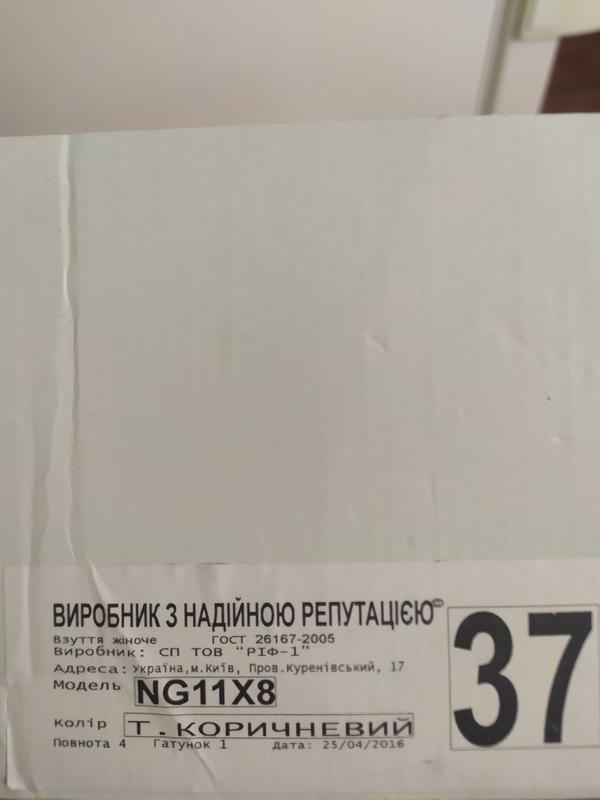 ВИРОБНИК З НАДІЙНОЮ РЕПУТАЦІЄЮ©
Взуття жіноче ГОСТ 26167-2005
Виробник: СП ТОВ "РІФ-1"
Адреса: Україна,м.Київ, Пров.Куренівський, 17
Модель NG11X8
Колір Т.КОРИЧНЕВИЙ
Повнота 4 Гатунок 1 Дата: 25/04/2016
37